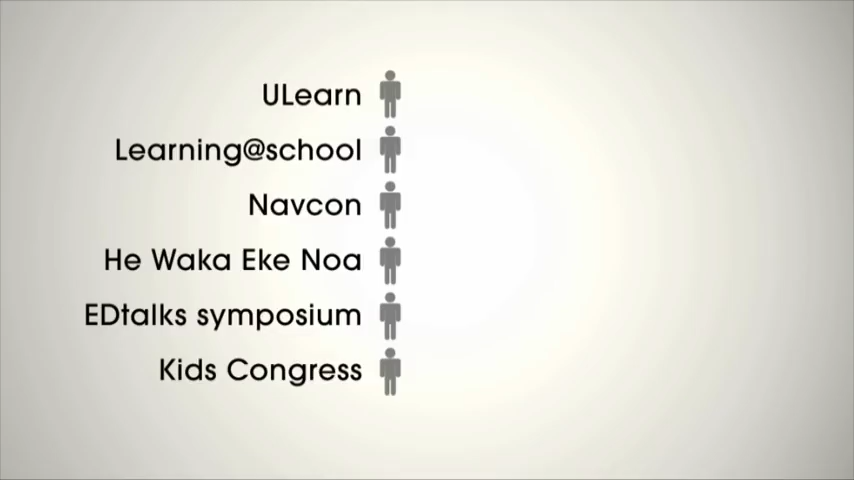 ULearn
Learning@school
Navcon
He Waka Eke Noa
EDtalks symposium
Kids Congress